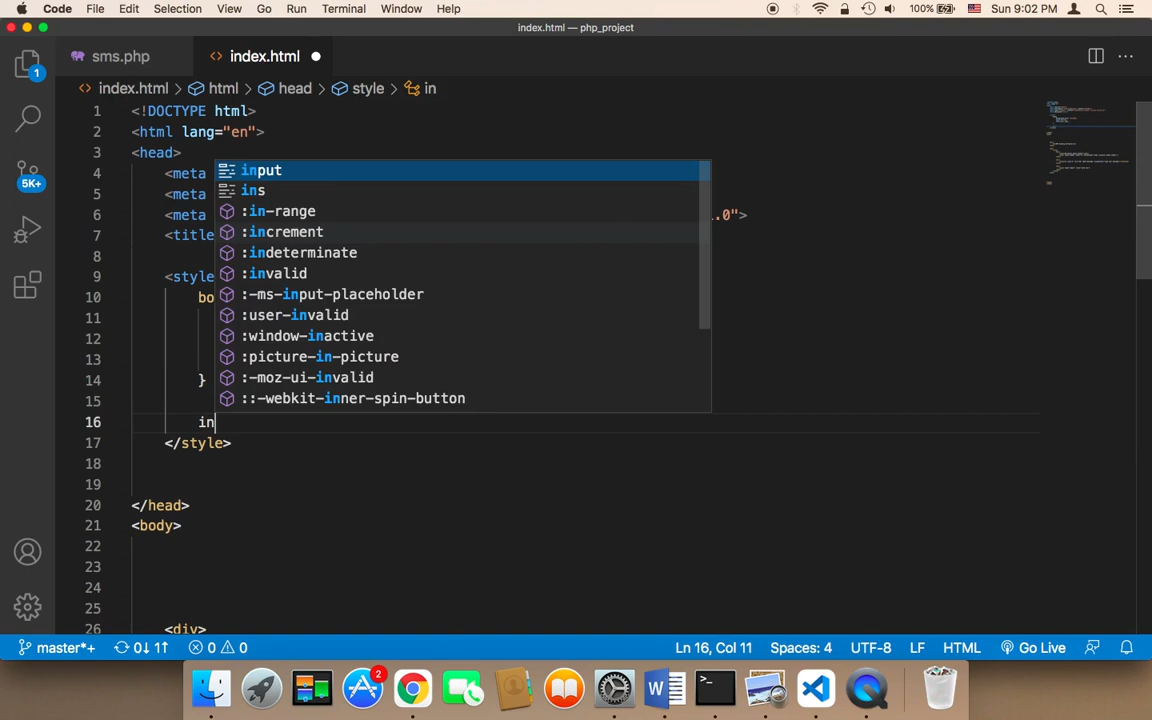 Code File Edit Selection View Go Run Terminal Window Help 100% Sun 9:02 PM
index.html — php_project
sms.php index.html
1
index.html > html > head > style > in
1 <!DOCTYPE html>
2 <html lang="en">
3 <head>
4 <meta
5 <meta
6 <meta .0">
7 <title
8
9 <style
10 bo
11
12
13
14 }
15
16 in
17 </style>
18
19
20 </head>
21 <body>
22
23
24
25
26 <div>
input
ins
:in-range
:increment
:indeterminate
:invalid
:-ms-input-placeholder
:user-invalid
:window-inactive
:picture-in-picture
:-moz-ui-invalid
::-webkit-inner-spin-button
5K+
master*+ 0↓ 1↑ 0 0 Ln 16, Col 11 Spaces: 4 UTF-8 LF HTML Go Live
2
W
>_